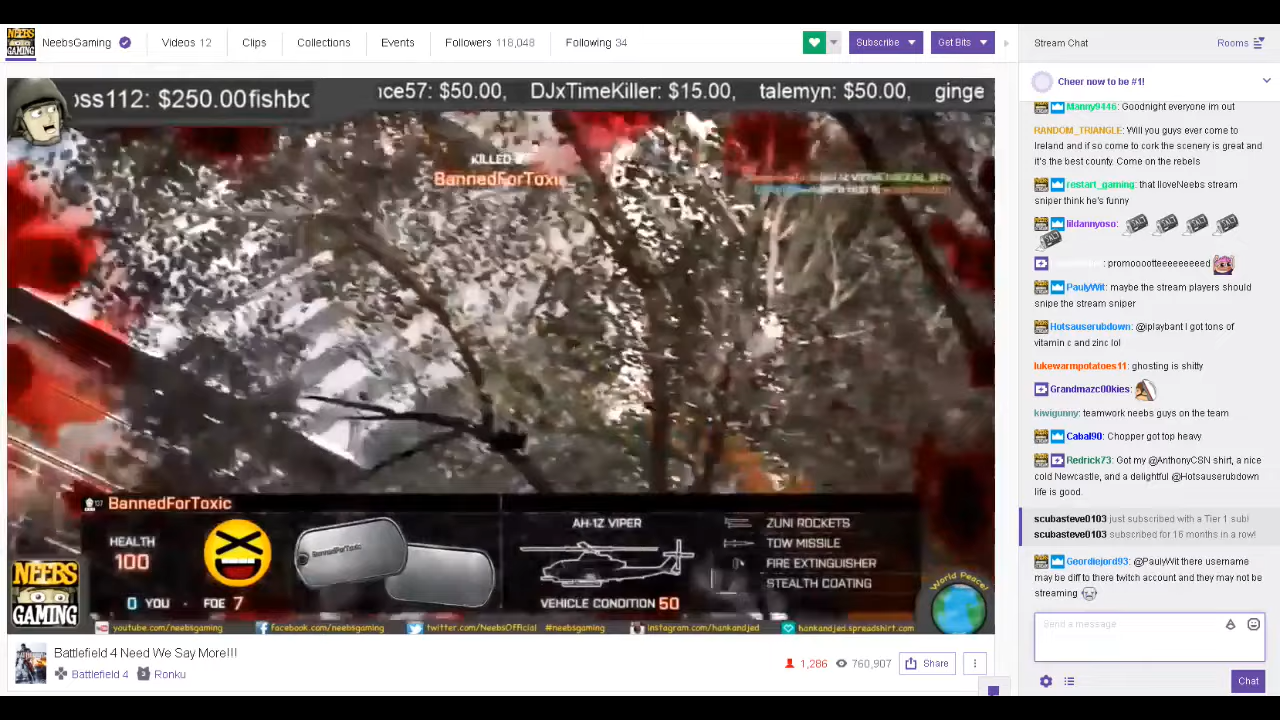 NEEBS
GAMING
NeebsGaming
Videos 12
Clips
Collections
Events
Followers 118,048
Following 34
Subscribe
Get Bits
Stream Chat
Rooms
oss112: $250.00fishbo
nce57: $50.00, DJxTimeKiller: $15.00, talemyn: $50.00, ginge
KILLED
BannedForToxic
BannedForToxic
HEALTH
100
0 YOU - FOE 7
BannedForToxic
AH-1Z VIPER
VEHICLE CONDITION 50
ZUNI ROCKETS
TOW MISSILE
FIRE EXTINGUISHER
STEALTH COATING
NEEBS
GAMING
World Peace!
youtube.com/neebsgaming
facebook.com/neebsgaming
twitter.com/NeebsOfficial #neebsgaming
instagram.com/hankandjed
hankandjed.spreadshirt.com
Battlefield 4 Need We Say More!!!
Battlefield 4
Ronku
1,286
760,907
Share
Cheer now to be #1!
Manny9446: Goodnight everyone im out
RANDOM_TRIANGLE: Will you guys ever come to
Ireland and if so come to cork the scenery is great and
it's the best county. Come on the rebels
restart_gaming: that IloveNeebs stream
sniper think he's funny
lildannyoso:
: promooootteeeeeeeed
PaulyWit: maybe the stream players should
snipe the stream sniper
Hotsauserubdown: @playbant I got tons of
vitamin c and zinc lol
lukewarmpotatoes11: ghosting is shitty
Grandmazc00kies:
kiwigunny: teamwork neebs guys on the team
Cabal90: Chopper got top heavy
Redrick73: Got my @AnthonyCSN shirt, a nice
cold Newcastle, and a delightful @Hotsauserubdown
life is good.
scubasteve0103 just subscribed with a Tier 1 sub!
scubasteve0103 subscribed for 16 months in a row!
Geordiejord93: @PaulyWit there username
may be diff to there twitch account and they may not be
streaming
Send a message
Chat